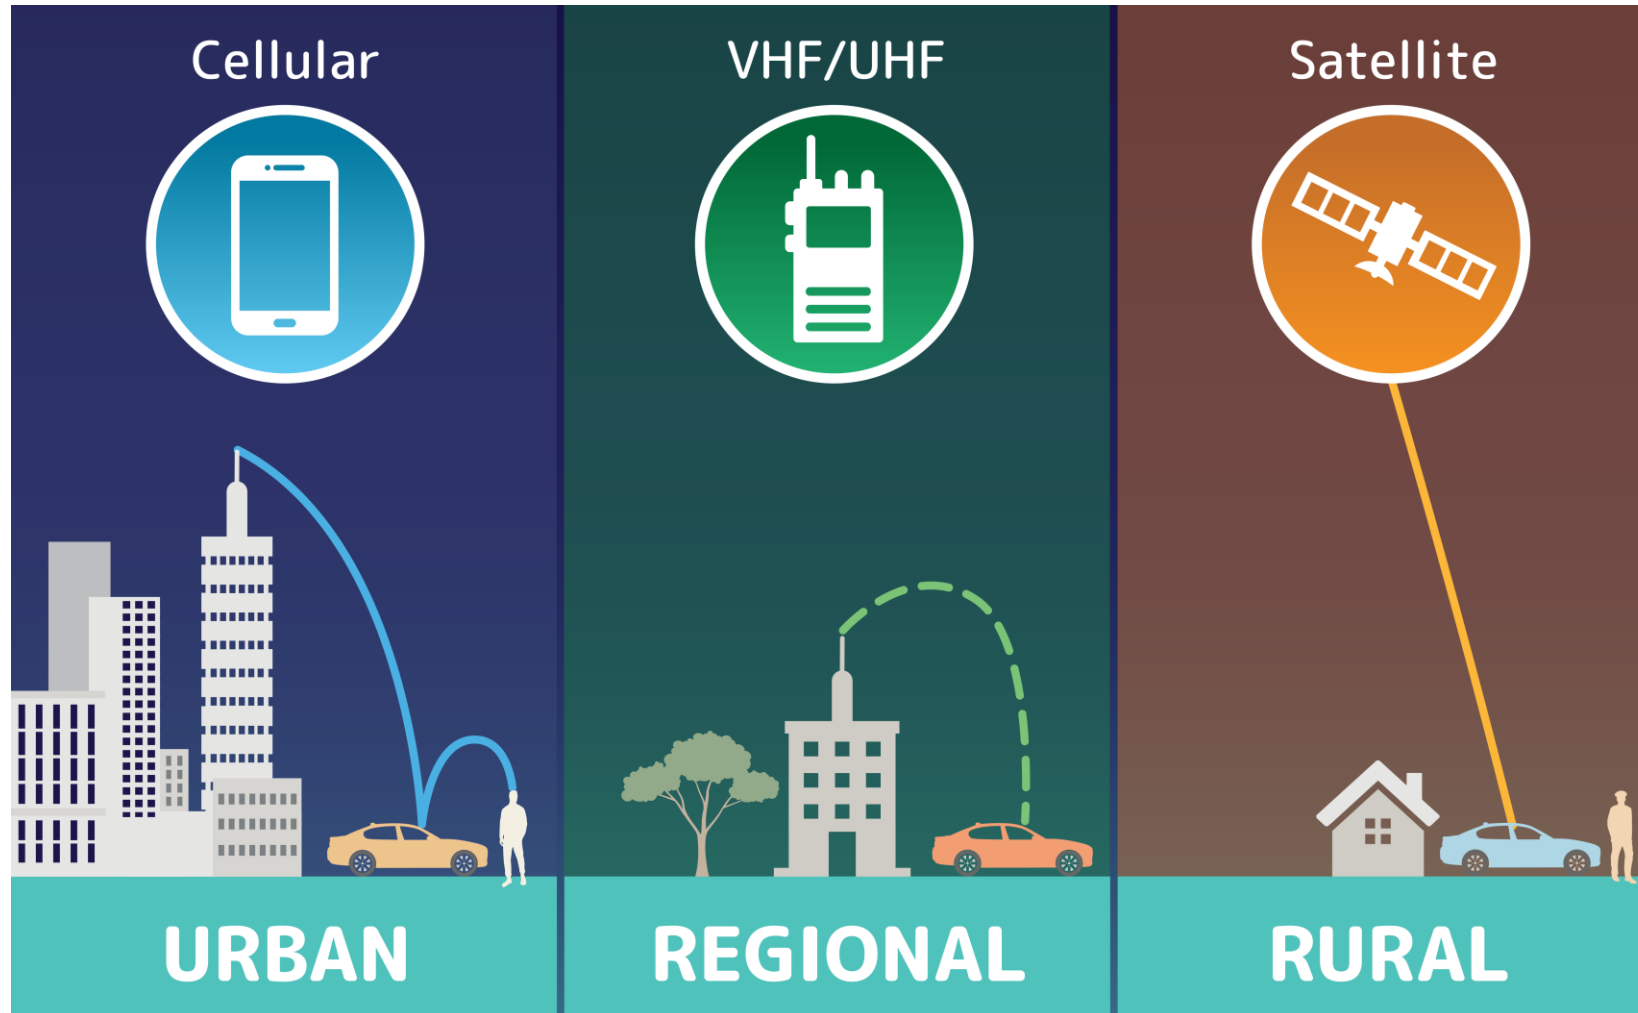 Cellular
VHF/UHF
Satellite
URBAN
REGIONAL
RURAL